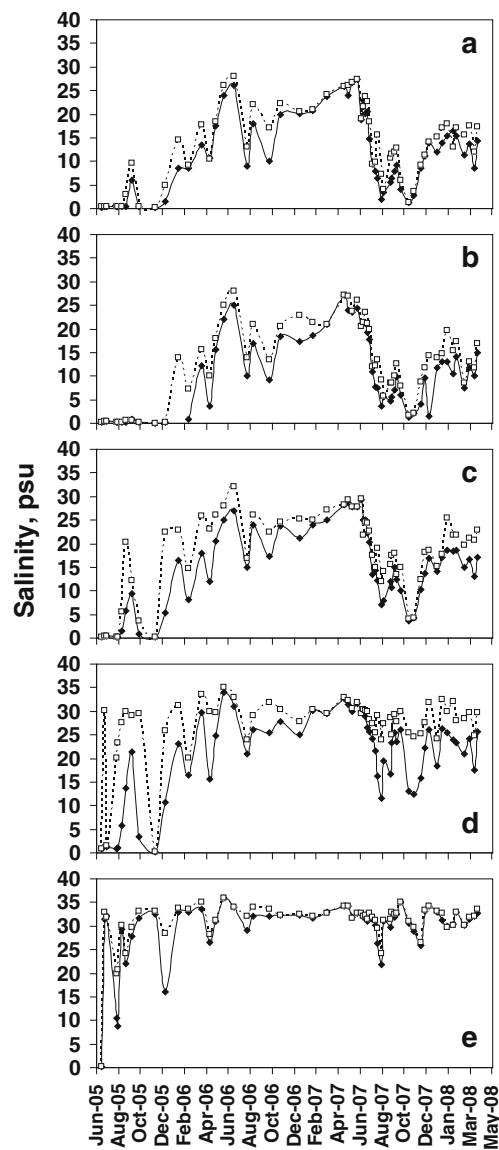 Salinity, psu
40
35
30
25
20
15
10
5
0
a
40
35
30
25
20
15
10
5
0
b
40
35
30
25
20
15
10
5
0
c
40
35
30
25
20
15
10
5
0
d
40
35
30
25
20
15
10
5
0
e
Jun-05
Aug-05
Oct-05
Dec-05
Feb-06
Apr-06
Jun-06
Aug-06
Oct-06
Dec-06
Feb-07
Apr-07
Jun-07
Aug-07
Oct-07
Dec-07
Jan-08
Mar-08
May-08